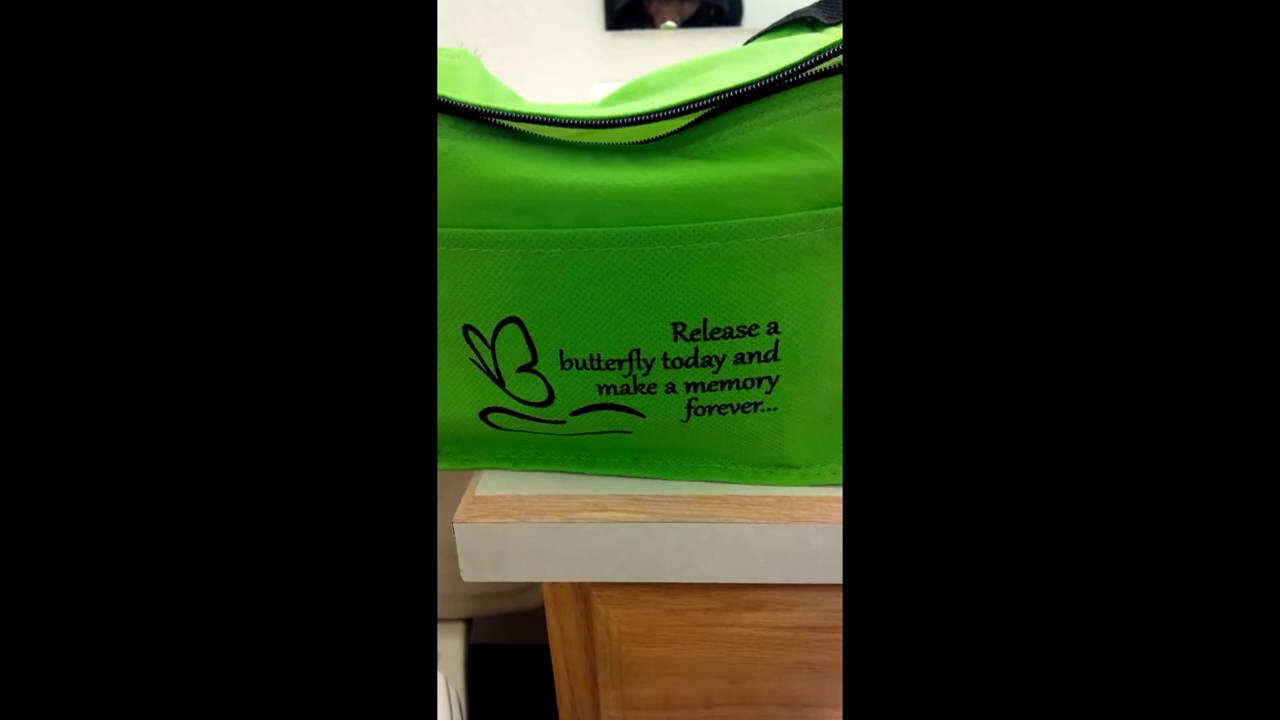 Release a
butterfly today and
make a memory
forever...